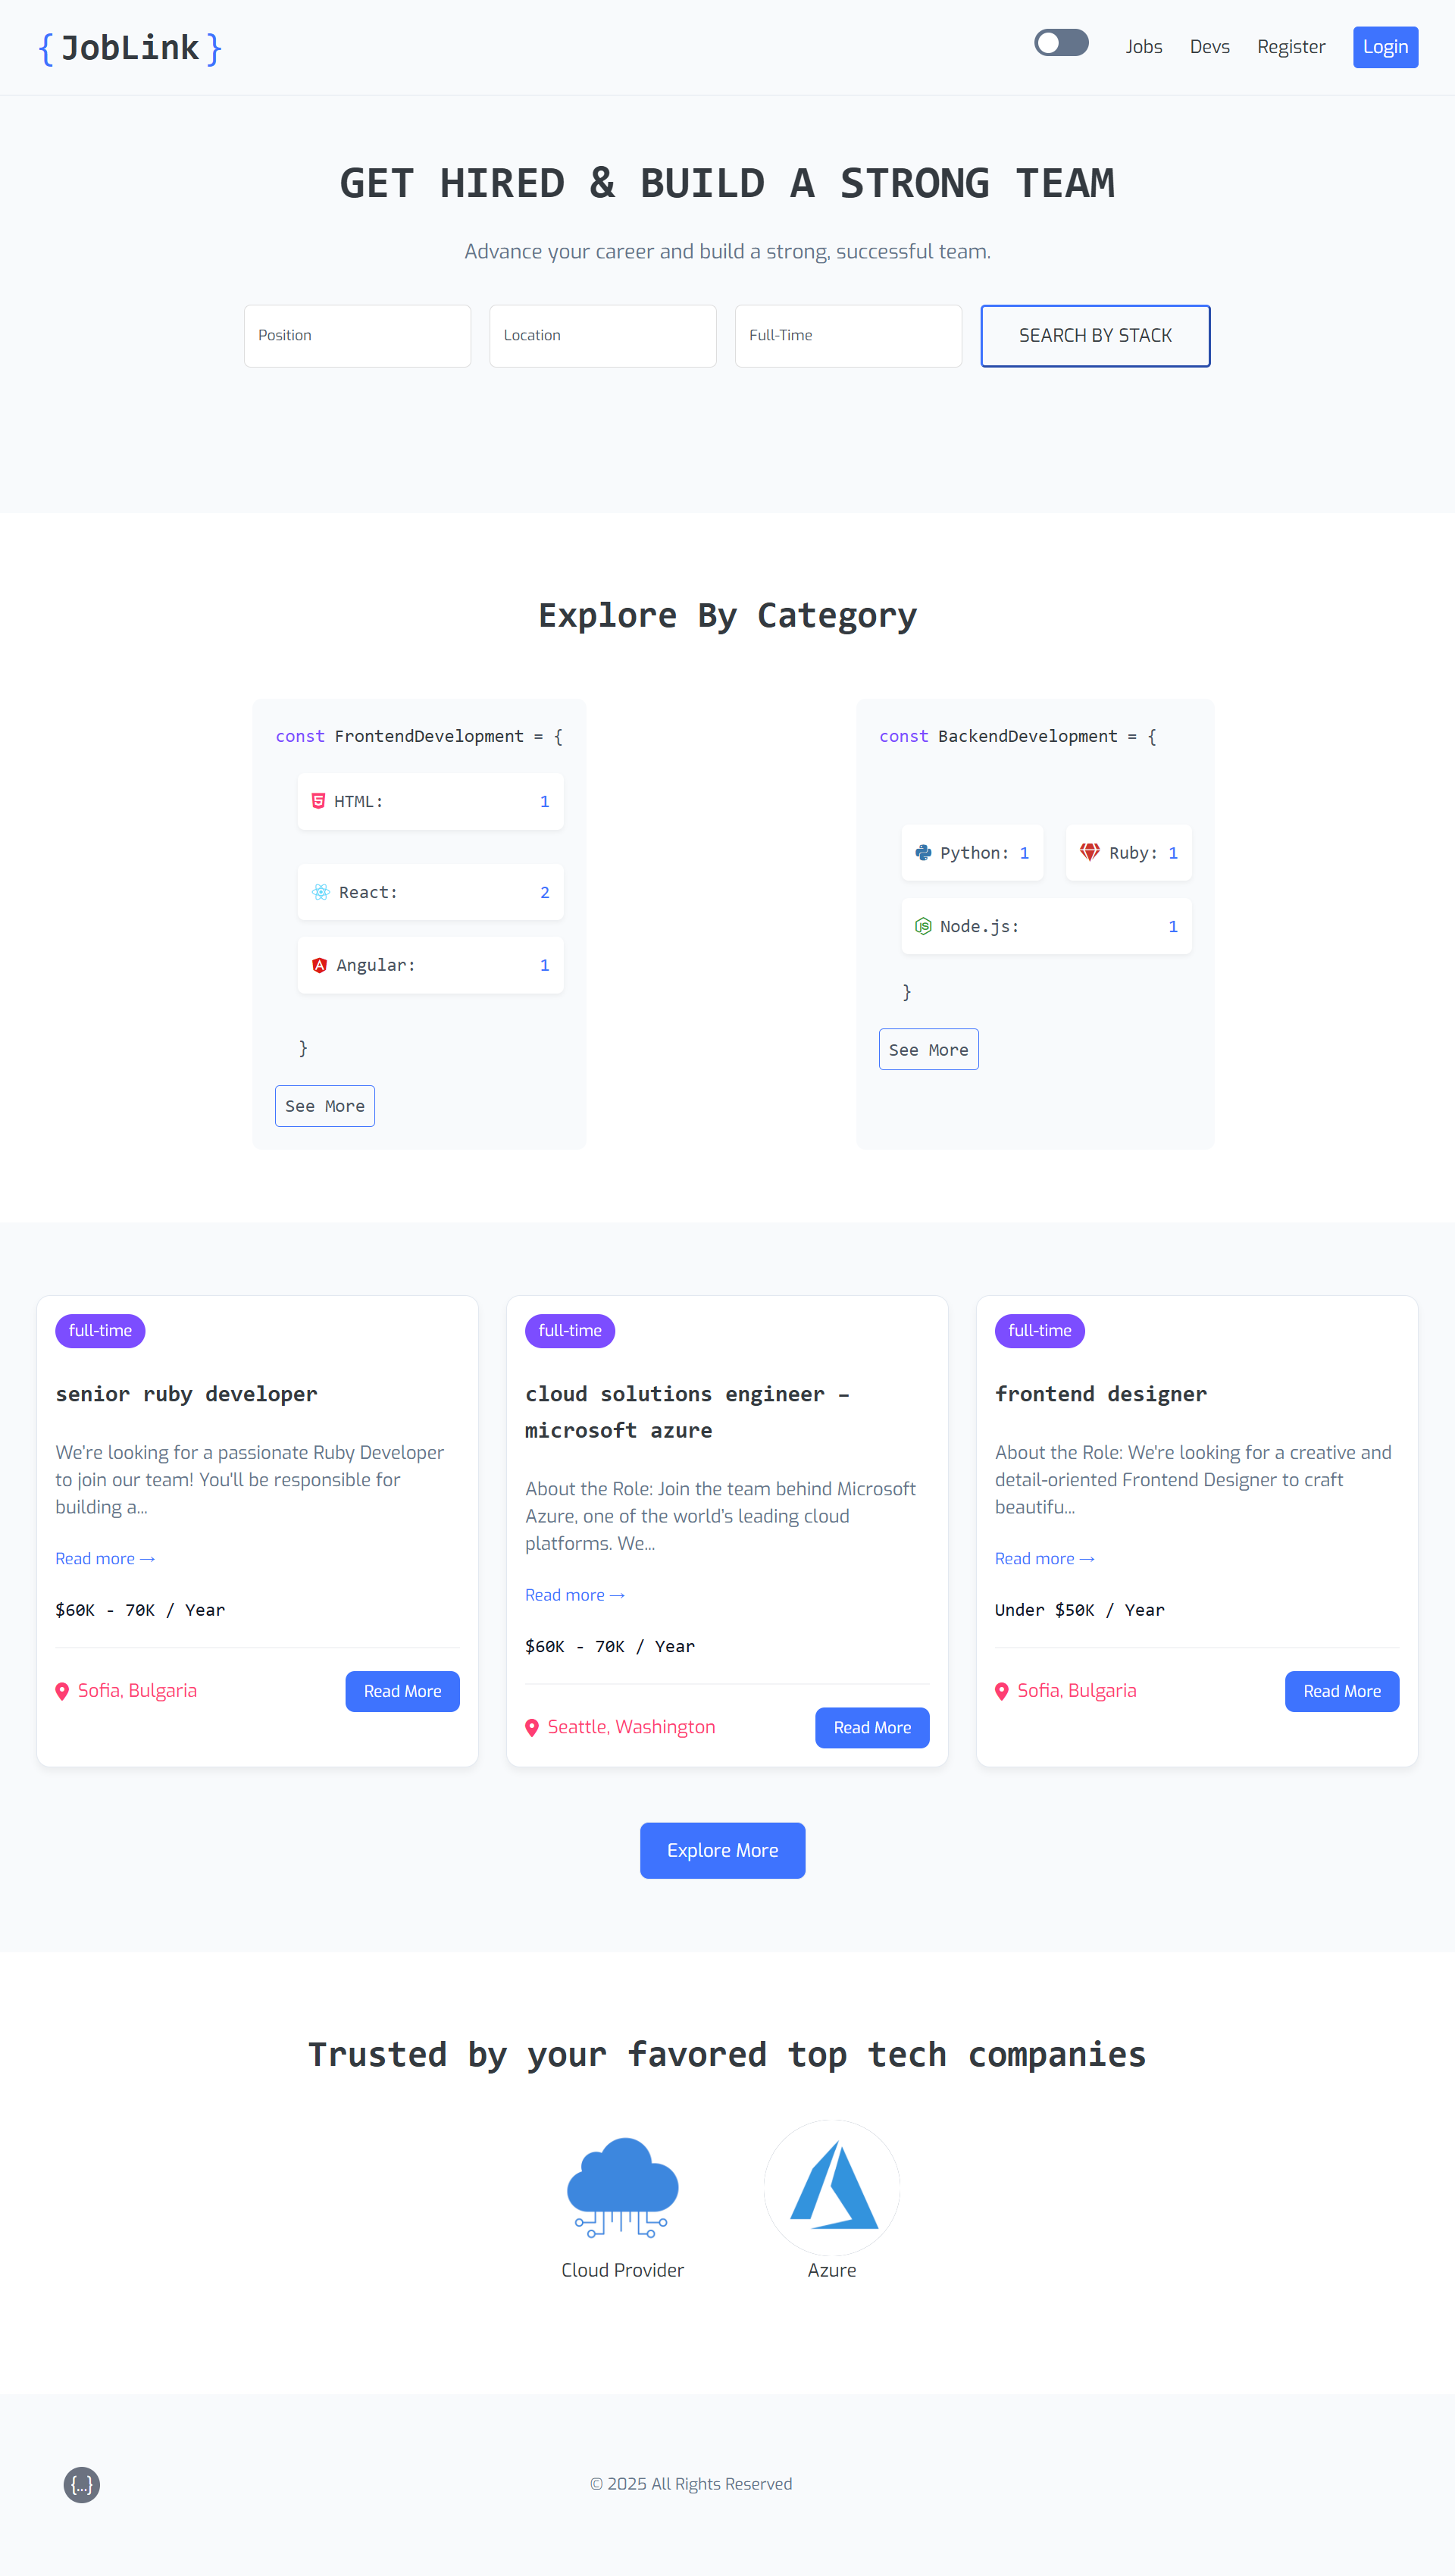 { JobLink }
Jobs Devs Register Login
GET HIRED & BUILD A STRONG TEAM
Advance your career and build a strong, successful team.
Position Location Full-Time SEARCH BY STACK
Explore By Category
const FrontendDevelopment = {
HTML: 1
React: 2
Angular: 1
}
See More
const BackendDevelopment = {
Python: 1 Ruby: 1
Node.js: 1
}
See More
full-time
senior ruby developer
We're looking for a passionate Ruby Developer
to join our team! You'll be responsible for
building a...
Read more →
$60K - 70K / Year
Sofia, Bulgaria Read More
full-time
cloud solutions engineer –
microsoft azure
About the Role: Join the team behind Microsoft
Azure, one of the world's leading cloud
platforms. We...
Read more →
$60K - 70K / Year
Seattle, Washington Read More
full-time
frontend designer
About the Role: We're looking for a creative and
detail-oriented Frontend Designer to craft
beautifu...
Read more →
Under $50K / Year
Sofia, Bulgaria Read More
Explore More
Trusted by your favored top tech companies
Cloud Provider Azure
{...} © 2025 All Rights Reserved